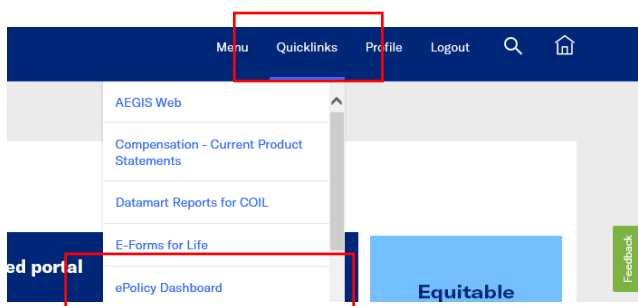 Menu Quicklinks Profile Logout
AEGIS Web
Compensation - Current Product
Statements
Datamart Reports for COIL
E-Forms for Life
ed portal
ePolicy Dashboard
Equitable
Feedback